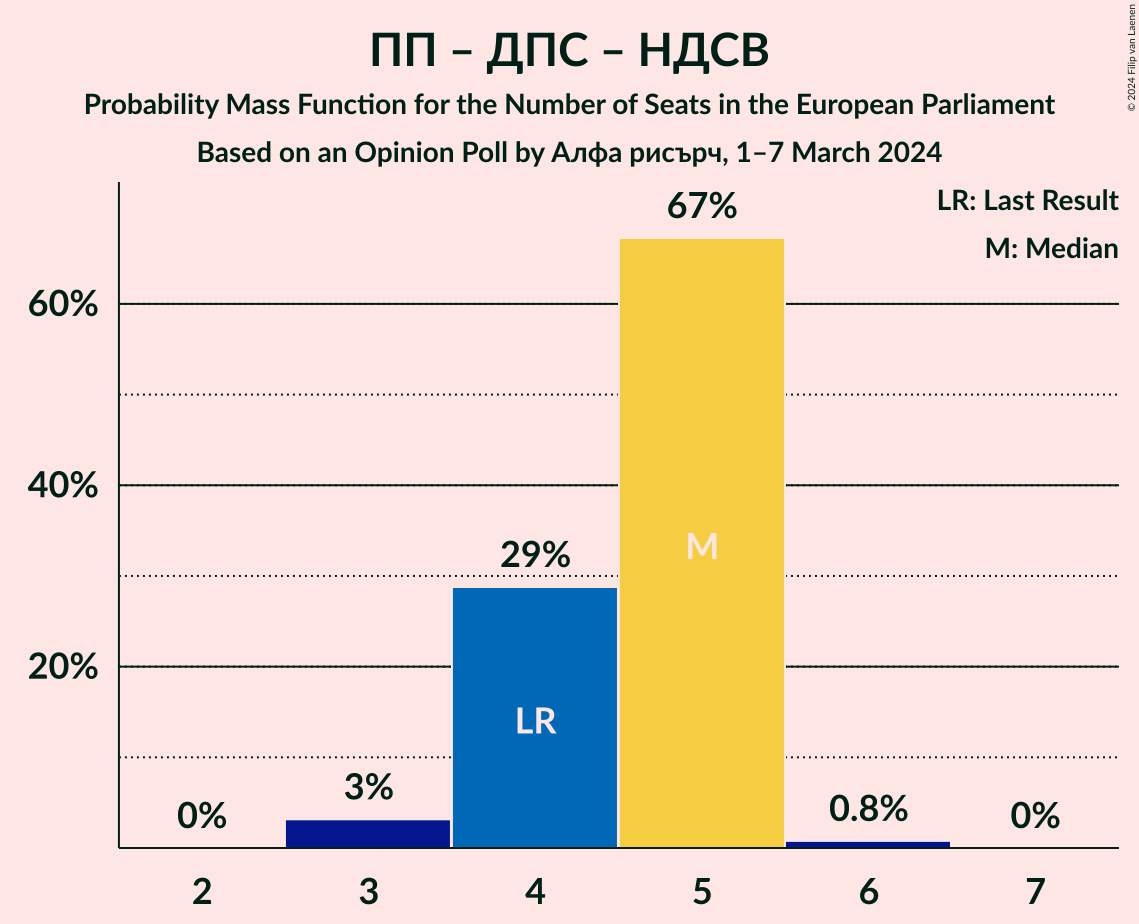 ПП – ДПС – НДСВ
Probability Mass Function for the Number of Seats in the European Parliament
Based on an Opinion Poll by Алфа рисърч, 1–7 March 2024
© 2024 Filip van Laenen
LR: Last Result
M: Median
67%
60%
40%
29%
20%
M
LR
3%
0%
0.8%
0%
2 3 4 5 6 7